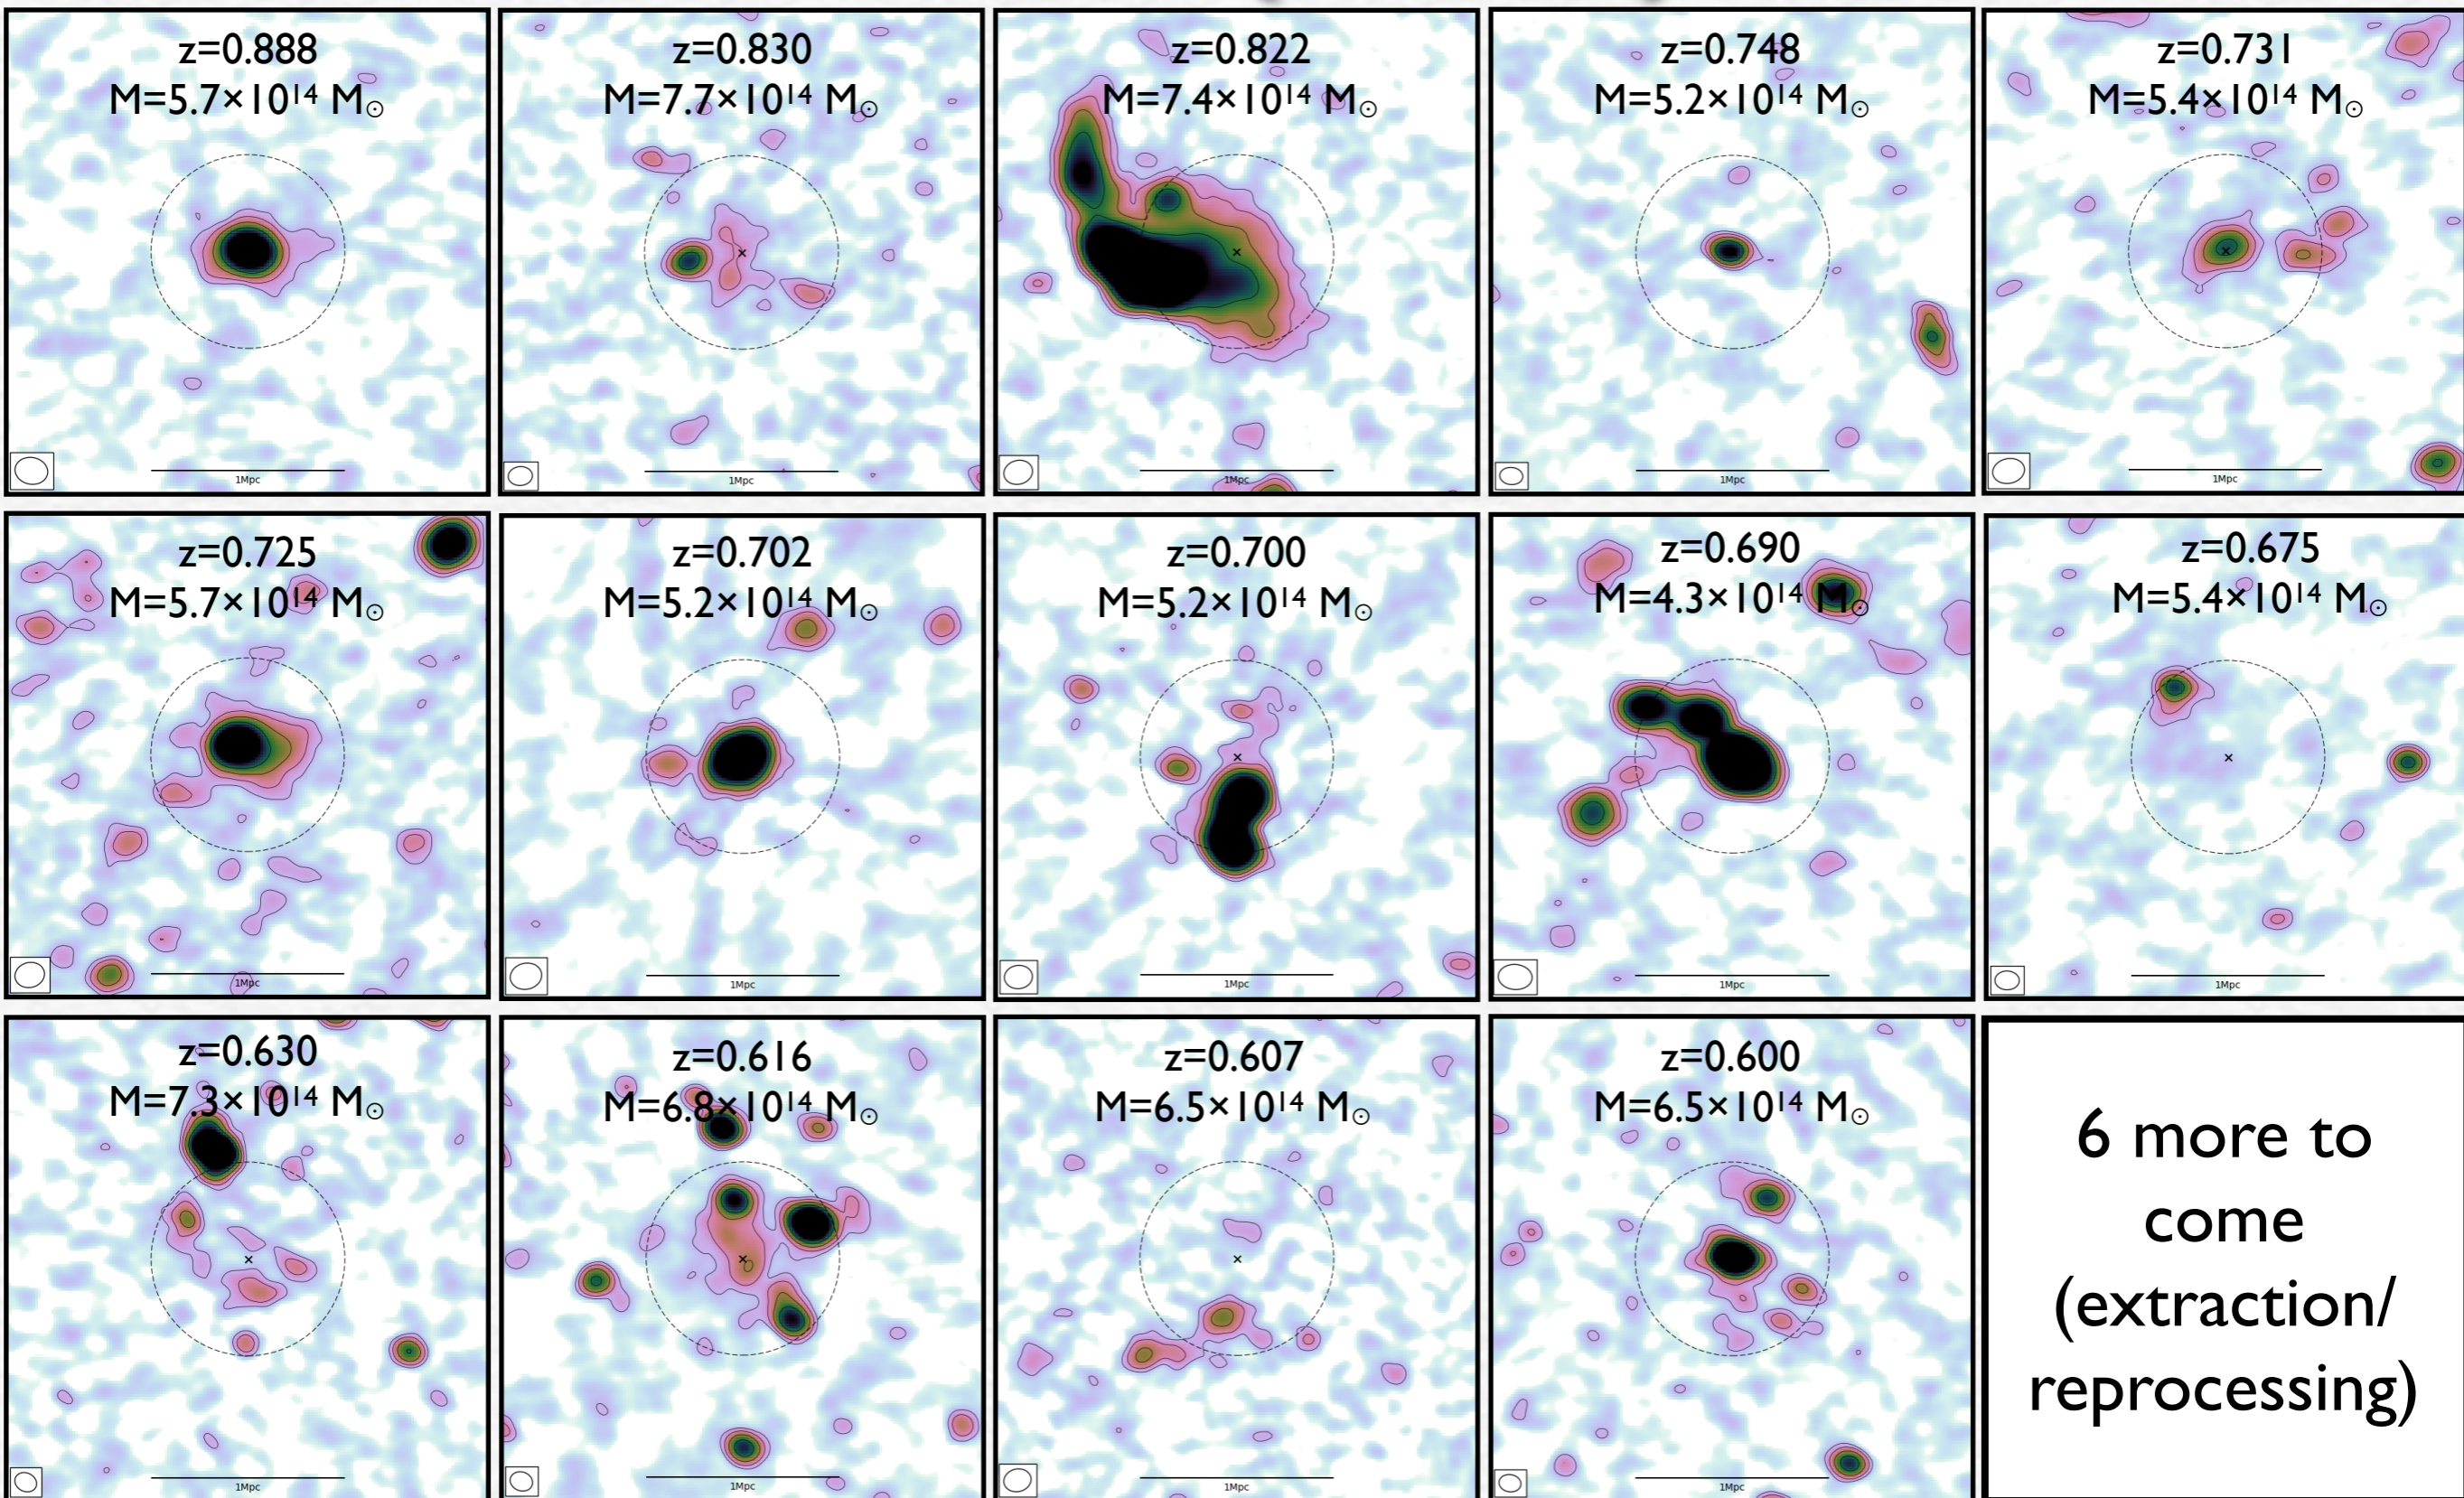 z=0.888
M=5.7×10¹⁴ M☉
1Mpc
z=0.830
M=7.7×10¹⁴ M☉
1Mpc
z=0.822
M=7.4×10¹⁴ M☉
1Mpc
z=0.748
M=5.2×10¹⁴ M☉
1Mpc
z=0.731
M=5.4×10¹⁴ M☉
1Mpc
z=0.725
M=5.7×10¹⁴ M☉
1Mpc
z=0.702
M=5.2×10¹⁴ M☉
1Mpc
z=0.700
M=5.2×10¹⁴ M☉
1Mpc
z=0.690
M=4.3×10¹⁴ M☉
1Mpc
z=0.675
M=5.4×10¹⁴ M☉
1Mpc
z=0.630
M=7.3×10¹⁴ M☉
1Mpc
z=0.616
M=6.8×10¹⁴ M☉
1Mpc
z=0.607
M=6.5×10¹⁴ M☉
1Mpc
z=0.600
M=6.5×10¹⁴ M☉
1Mpc
6 more to
come
(extraction/
reprocessing)